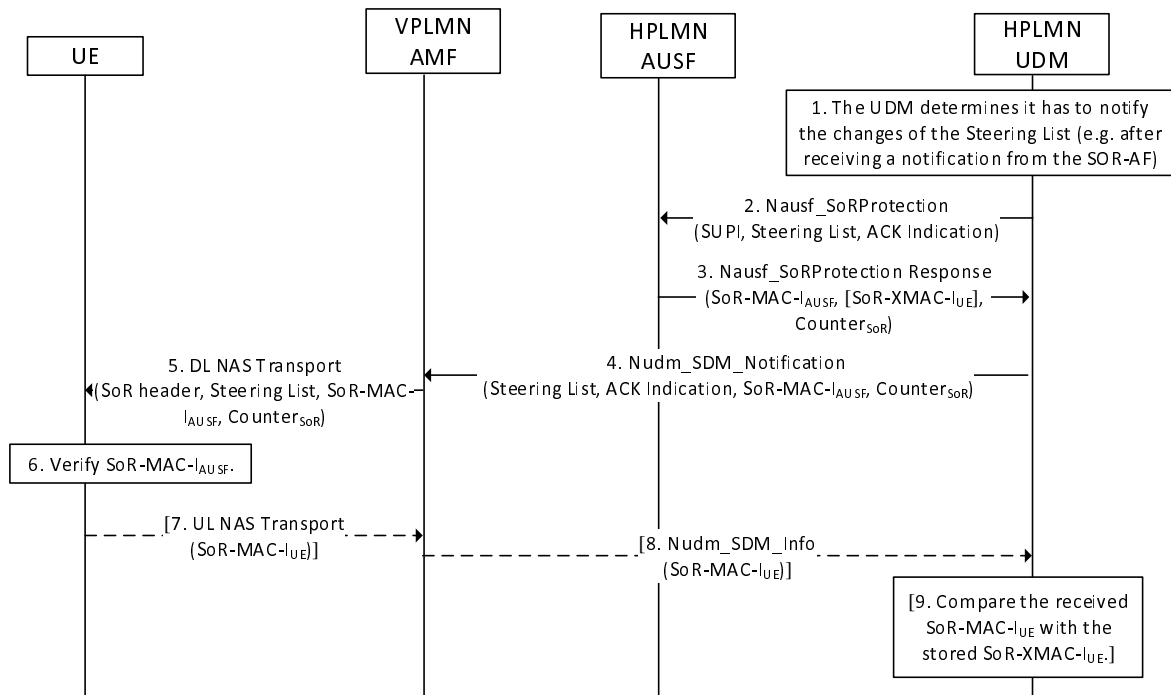 UE
VPLMN
AMF
HPLMN
AUSF
HPLMN
UDM
1. The UDM determines it has to notify
the changes of the Steering List (e.g. after
receiving a notification from the SOR-AF)
2. Nausf_SoRProtection
(SUPI, Steering List, ACK Indication)
3. Nausf_SoRProtection Response
(SoR-MAC-IAUSF, [SoR-XMAC-IUE],
CounterSoR)
4. Nudm_SDM_Notification
(Steering List, ACK Indication, SoR-MAC-IAUSF, CounterSoR)
5. DL NAS Transport
(SoR header, Steering List, SoR-MAC-
IAUSF, CounterSoR)
6. Verify SoR-MAC-IAUSF.
[7. UL NAS Transport
(SoR-MAC-IUE)]
[8. Nudm_SDM_Info
(SoR-MAC-IUE)]
[9. Compare the received
SoR-MAC-IUE with the
stored SoR-XMAC-IUE.]